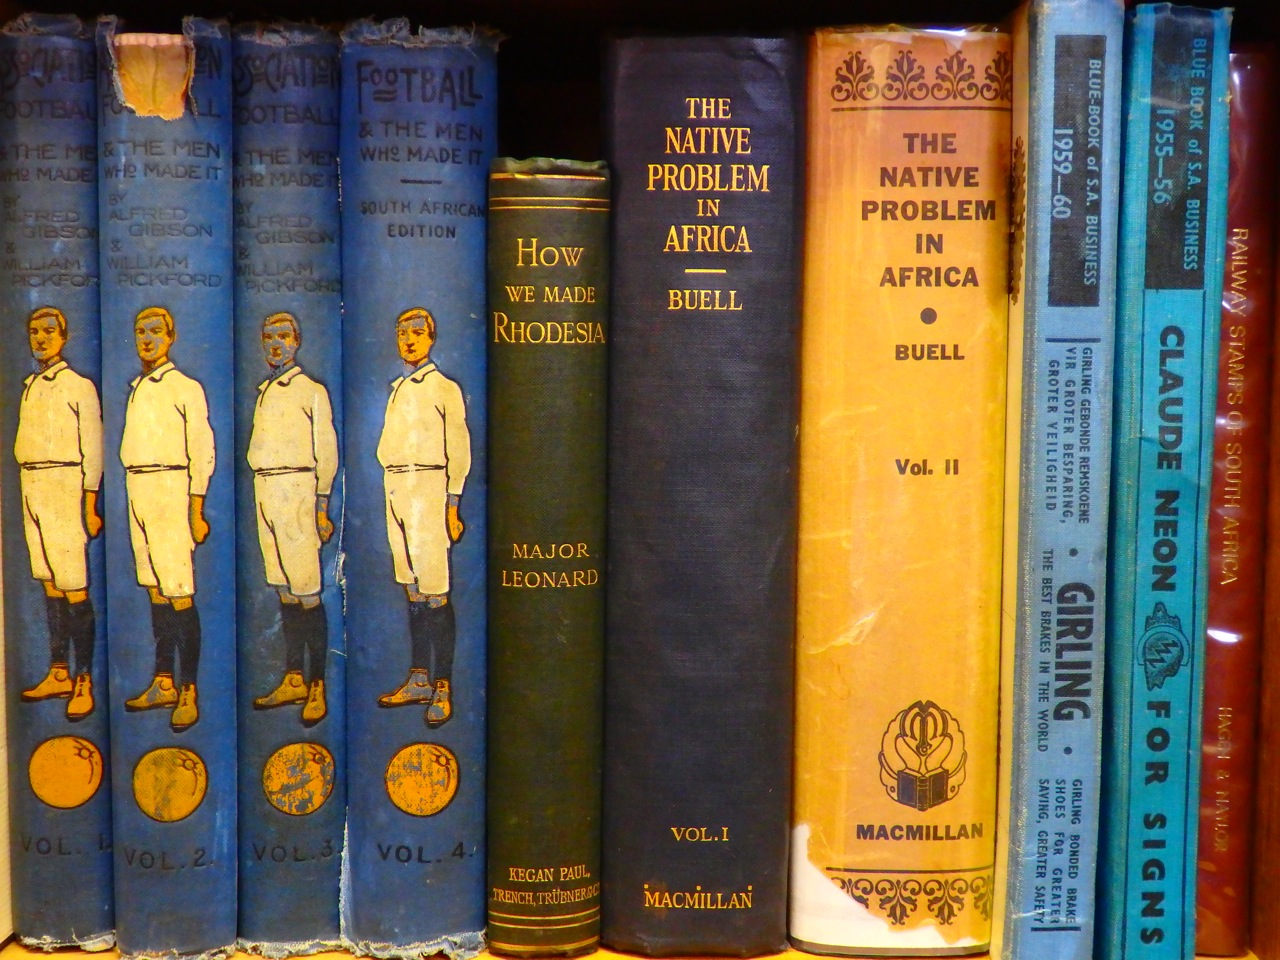 SSOCIATI
FOOTBAL
& THE ME
WHO MADE
BY
ALFRED
GIBSON
&
WILLIAM
PICKFOR
VOL. 1.
N
LL
& THE MEN
WHO MADE IT
BY
ALFRED
GIBSON
&
WILLIAM
PICKFORD
VOL. 2.
SSOCIATION
FOOTBALL
& THE MEN
WHO MADE IT
BY
ALFRED
GIBSON
&
WILLIAM
PICKFORD
VOL. 3.
FOOTBALL
& THE MEN
WHO MADE IT
SOUTH AFRICAN
EDITION
VOL. 4.
HOW
WE MADE
RHODESIA
MAJOR
LEONARD
KEGAN PAUL,
TRENCH, TRÜBNER & Co
THE
NATIVE
PROBLEM
IN
AFRICA
BUELL
VOL. I
MACMILLAN
THE
NATIVE
PROBLEM
IN
AFRICA
BUELL
Vol. II
MACMILLAN
BLUE-BOOK of S.A. BUSINESS
1959—60
GIRLING GEBONDE REMSKOENE
VIR GROTER BESPARING,
GROTER VEILIGHEID
GIRLING
THE BEST BRAKES IN THE WORLD
GIRLING BONDED BRAKE
SHOES FOR GREATER
SAVING, GREATER SAFETY
BLUE BOOK of S.A. BUSINESS
1955—56
CLAUDE NEON FOR SIGNS
RAILWAY STAMPS OF SOUTH AFRICA